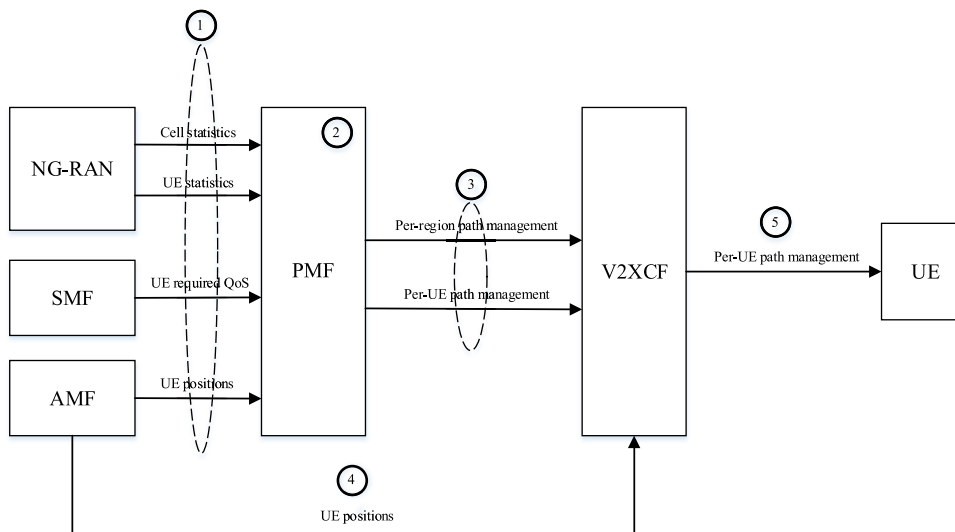 1
Cell statistics
2
NG-RAN
UE statistics
3
Per-region path management
5
PMF
V2XCF
Per-UE path management
UE
UE required QoS
SMF
Per-UE path management
UE positions
AMF
4
UE positions